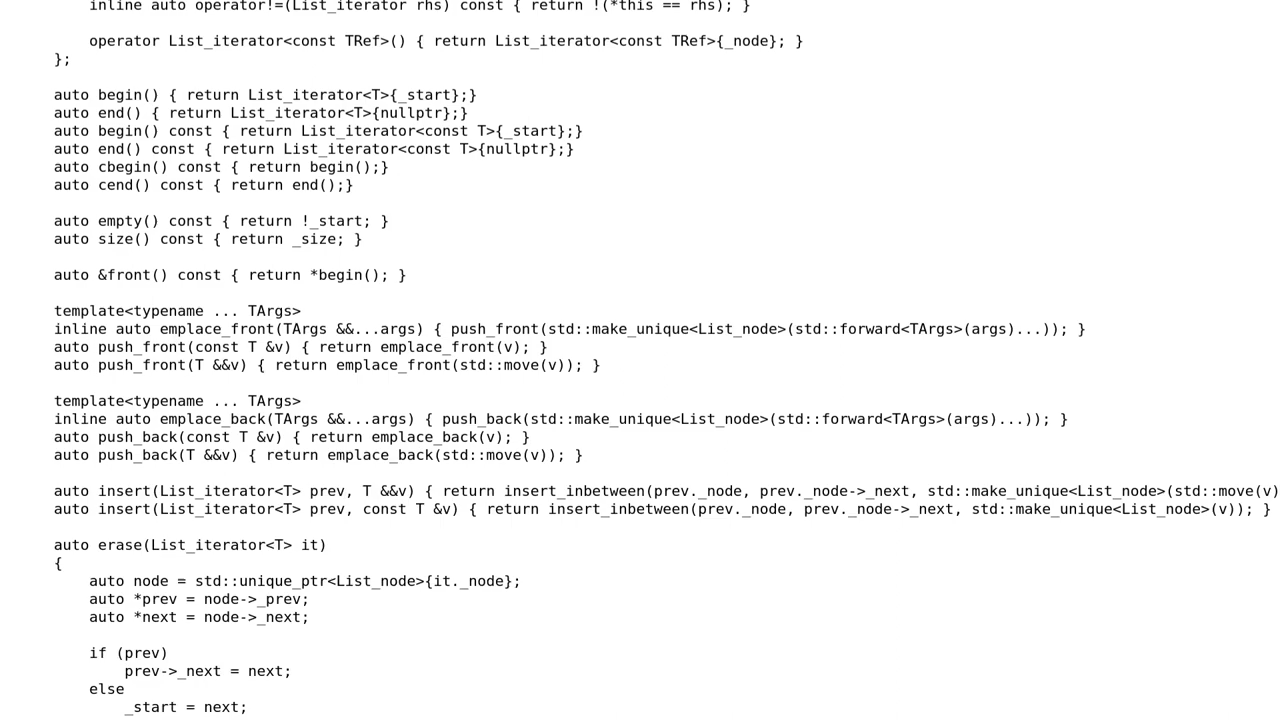 inline auto operator!=(List_iterator rhs) const { return !(*this == rhs); }
operator List_iterator<const TRef>() { return List_iterator<const TRef>{_node}; }
};
auto begin() { return List_iterator<T>{_start};}
auto end() { return List_iterator<T>{nullptr};}
auto begin() const { return List_iterator<const T>{_start};}
auto end() const { return List_iterator<const T>{nullptr};}
auto cbegin() const { return begin();}
auto cend() const { return end();}
auto empty() const { return !_start; }
auto size() const { return _size; }
auto &front() const { return *begin(); }
template<typename ... TArgs>
inline auto emplace_front(TArgs &&...args) { push_front(std::make_unique<List_node>(std::forward<TArgs>(args)...)); }
auto push_front(const T &v) { return emplace_front(v); }
auto push_front(T &&v) { return emplace_front(std::move(v)); }
template<typename ... TArgs>
inline auto emplace_back(TArgs &&...args) { push_back(std::make_unique<List_node>(std::forward<TArgs>(args)...)); }
auto push_back(const T &v) { return emplace_back(v); }
auto push_back(T &&v) { return emplace_back(std::move(v)); }
auto insert(List_iterator<T> prev, T &&v) { return insert_inbetween(prev._node, prev._node->_next, std::make_unique<List_node>(std::move(v)
auto insert(List_iterator<T> prev, const T &v) { return insert_inbetween(prev._node, prev._node->_next, std::make_unique<List_node>(v)); }
auto erase(List_iterator<T> it)
{
auto node = std::unique_ptr<List_node>{it._node};
auto *prev = node->_prev;
auto *next = node->_next;
if (prev)
prev->_next = next;
else
_start = next;